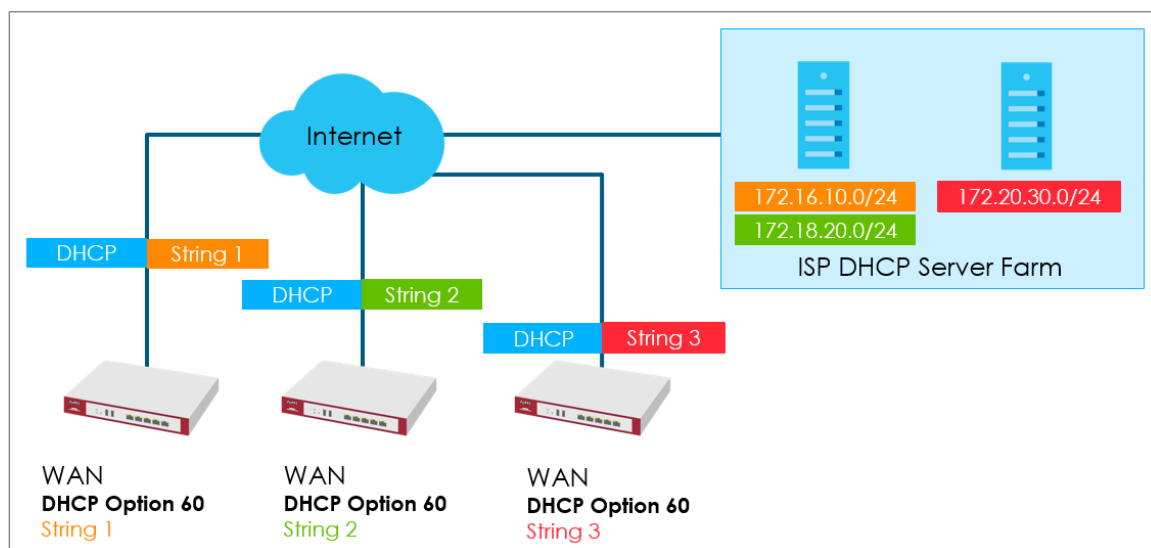 Internet
172.16.10.0/24
172.20.30.0/24
172.18.20.0/24
ISP DHCP Server Farm
DHCP String 1
DHCP String 2
DHCP String 3
WAN
DHCP Option 60
String 1
WAN
DHCP Option 60
String 2
WAN
DHCP Option 60
String 3